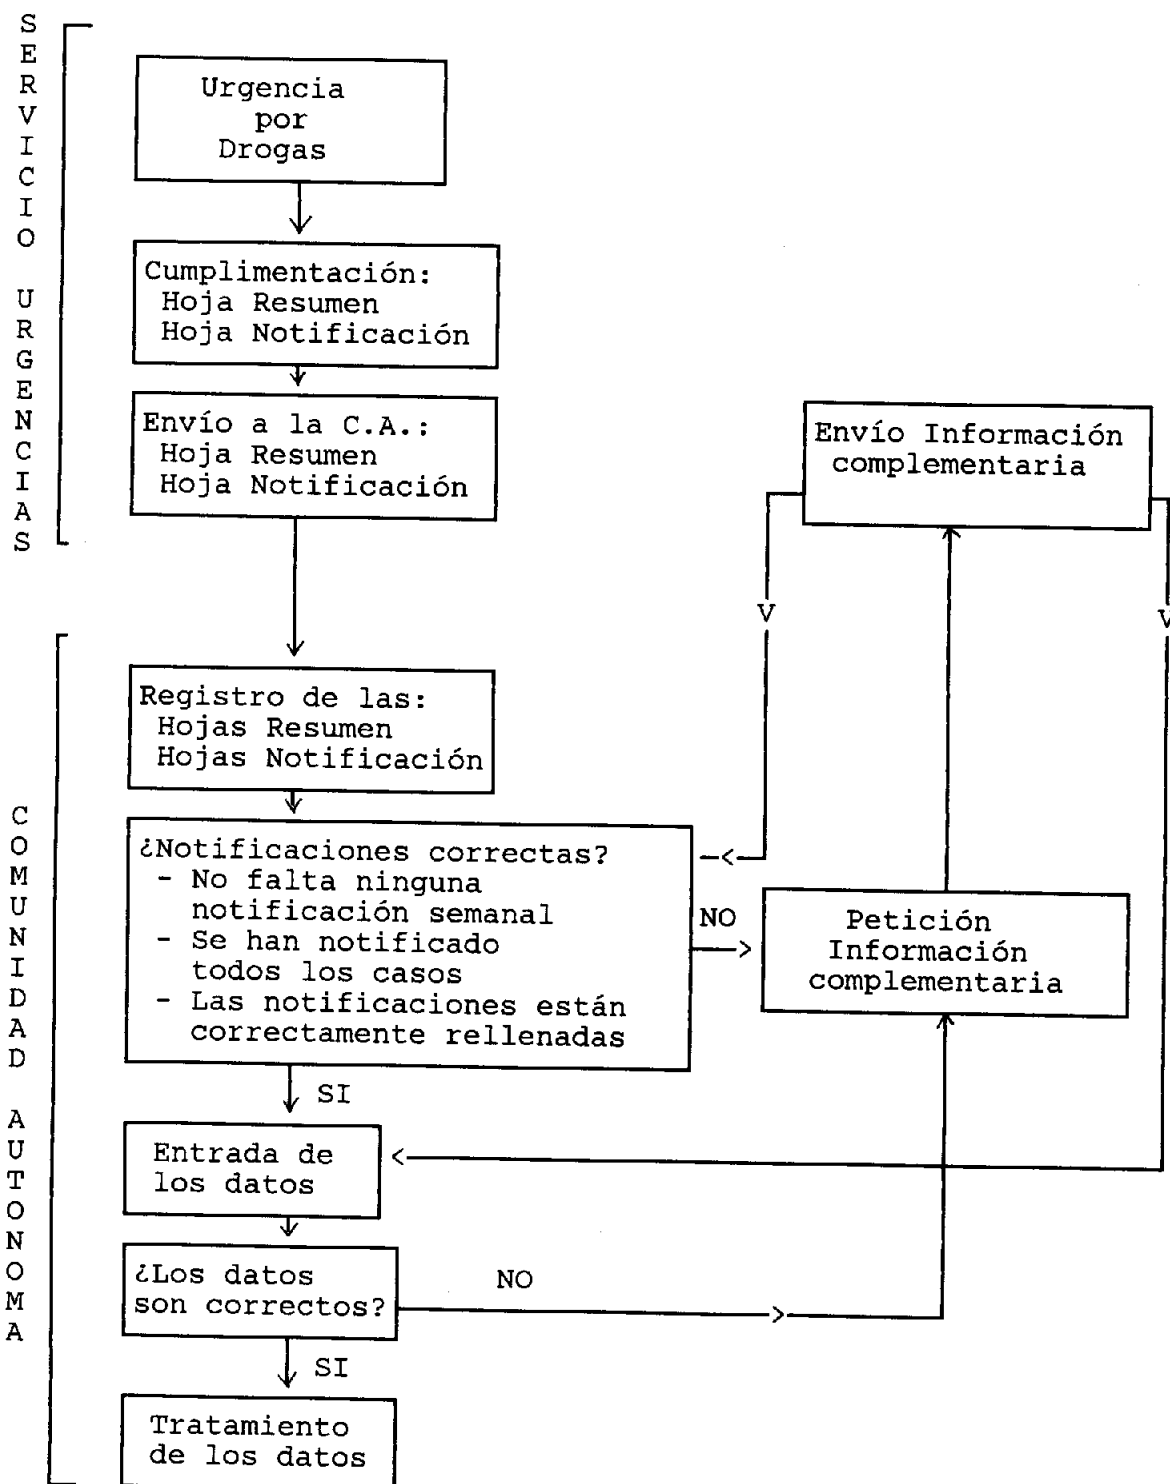 SERVICIO URGENCIAS
Urgencia
por
Drogas
Cumplimentación:
Hoja Resumen
Hoja Notificación
Envío a la C.A.:
Hoja Resumen
Hoja Notificación
Envío Información
complementaria
V
V
COMUNIDAD AUTONOMA
Registro de las:
Hojas Resumen
Hojas Notificación
¿Notificaciones correctas?
- No falta ninguna
notificación semanal
- Se han notificado
todos los casos
- Las notificaciones están
correctamente rellenadas
NO
Petición
Información
complementaria
SI
Entrada de
los datos
¿Los datos
son correctos?
NO
SI
Tratamiento
de los datos